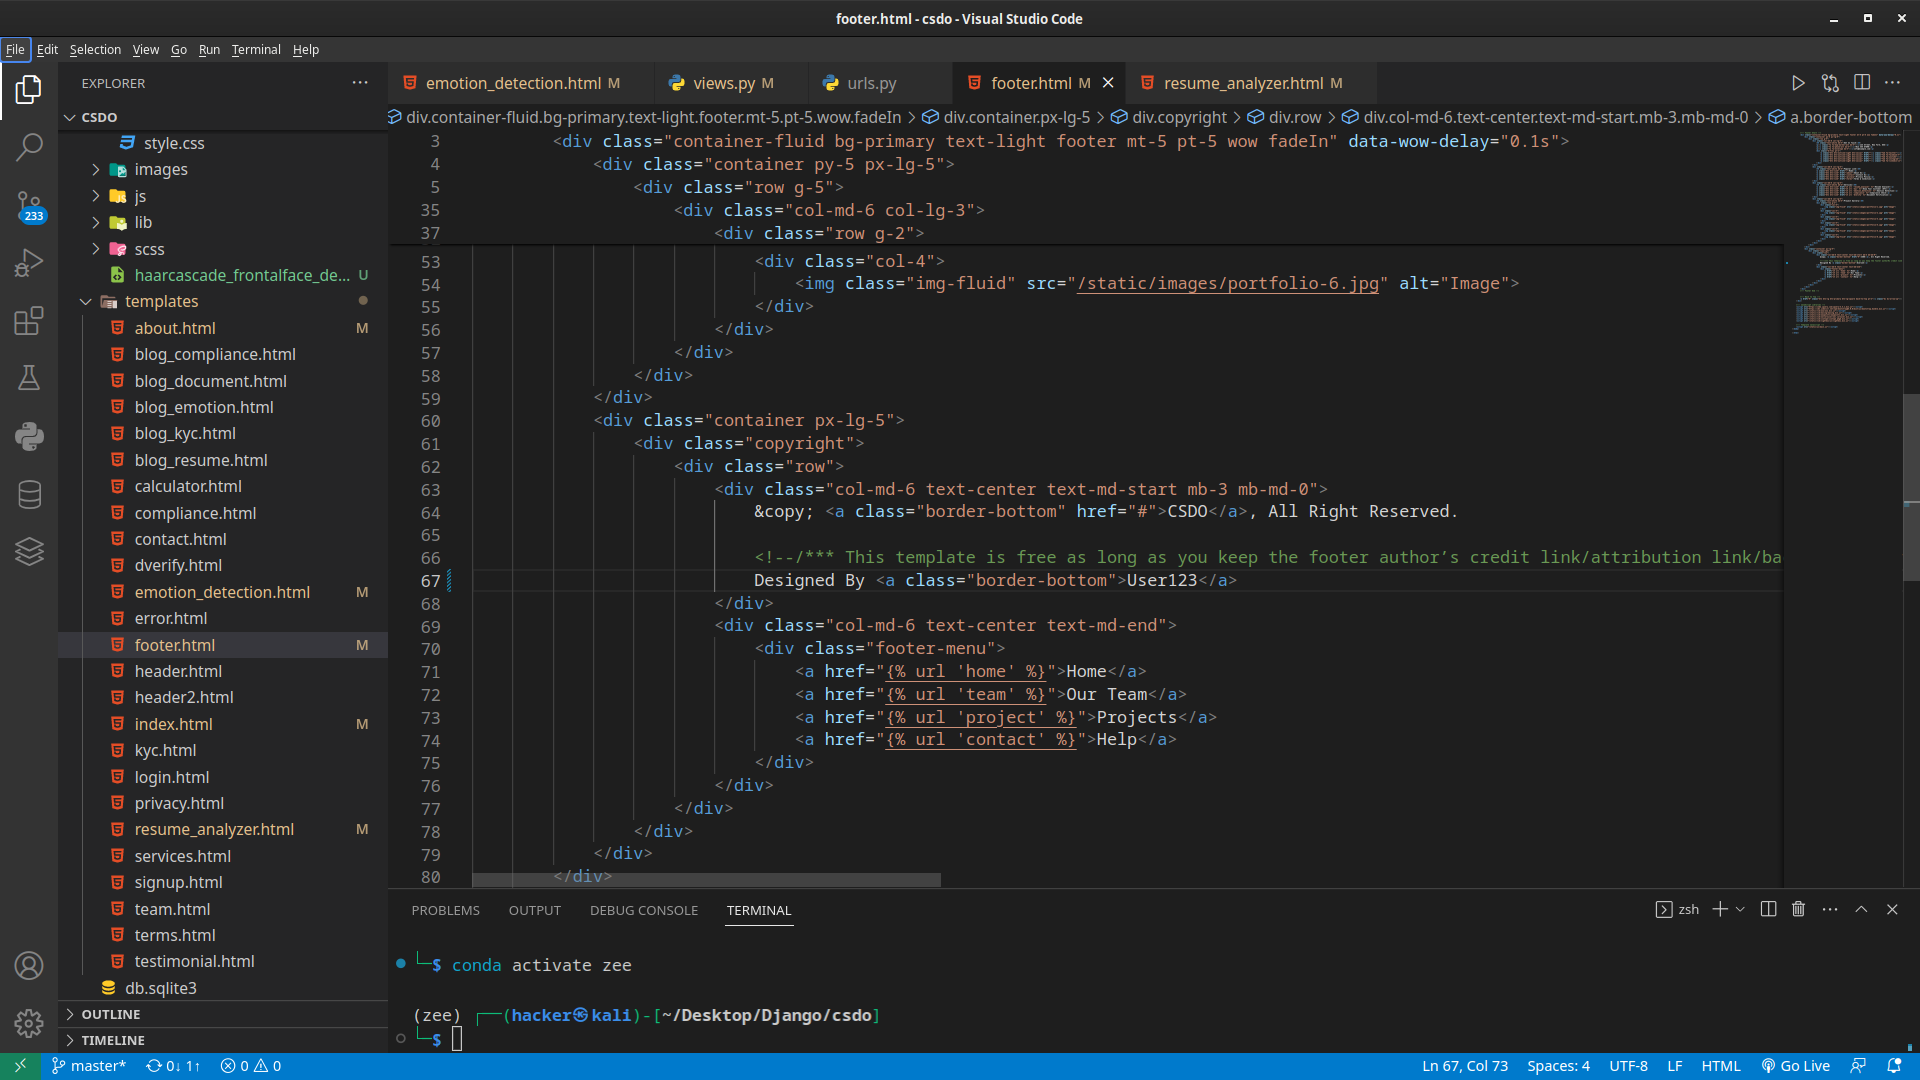 footer.html - csdo - Visual Studio Code
File Edit Selection View Go Run Terminal Help
EXPLORER
emotion_detection.html M
views.py M
urls.py
footer.html M
resume_analyzer.html M
CSDO
div.container-fluid.bg-primary.text-light.footer.mt-5.pt-5.wow.fadeIn > div.container.px-lg-5 > div.copyright > div.row > div.col-md-6.text-center.text-md-start.mb-3.mb-md-0 > a.border-bottom
style.css
images
js
lib
scss
haarcascade_frontalface_de... U
templates
about.html M
blog_compliance.html
blog_document.html
blog_emotion.html
blog_kyc.html
blog_resume.html
calculator.html
compliance.html
contact.html
dverify.html
emotion_detection.html M
error.html
footer.html M
header.html
header2.html
index.html M
kyc.html
login.html
privacy.html
resume_analyzer.html M
services.html
signup.html
team.html
terms.html
testimonial.html
db.sqlite3
OUTLINE
TIMELINE
233
3 <div class="container-fluid bg-primary text-light footer mt-5 pt-5 wow fadeIn" data-wow-delay="0.1s">
4 <div class="container py-5 px-lg-5">
5 <div class="row g-5">
35 <div class="col-md-6 col-lg-3">
37 <div class="row g-2">
53 <div class="col-4">
54 <img class="img-fluid" src="/static/images/portfolio-6.jpg" alt="Image">
55 </div>
56 </div>
57 </div>
58 </div>
59 </div>
60 <div class="container px-lg-5">
61 <div class="copyright">
62 <div class="row">
63 <div class="col-md-6 text-center text-md-start mb-3 mb-md-0">
64 &copy; <a class="border-bottom" href="#">CSDO</a>, All Right Reserved.
65
66 <!--/*** This template is free as long as you keep the footer author’s credit link/attribution link/ba
67 Designed By <a class="border-bottom">User123</a>
68 </div>
69 <div class="col-md-6 text-center text-md-end">
70 <div class="footer-menu">
71 <a href="{% url 'home' %}">Home</a>
72 <a href="{% url 'team' %}">Our Team</a>
73 <a href="{% url 'project' %}">Projects</a>
74 <a href="{% url 'contact' %}">Help</a>
75 </div>
76 </div>
77 </div>
78 </div>
79 </div>
80 </div>
PROBLEMS OUTPUT DEBUG CONSOLE TERMINAL
zsh
$ conda activate zee
(zee) ┌──(hacker㉿kali)-[~/Desktop/Django/csdo]
└─$
master* 0↓ 1↑ 0 0
Ln 67, Col 73 Spaces: 4 UTF-8 LF HTML Go Live